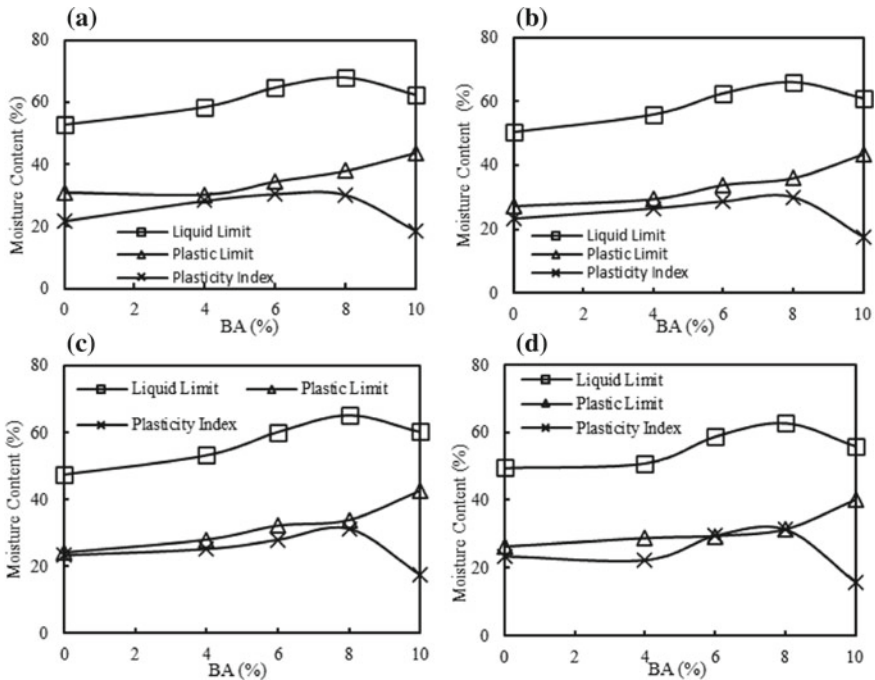 (a)
80
60
40
20
0
Moisture Content (%)
Liquid Limit
Plastic Limit
Plasticity Index
0 2 4 6 8 10
BA (%)
(b)
80
60
40
20
0
Moisture Content (%)
Liquid Limit
Plastic Limit
Plasticity Index
0 2 4 6 8 10
BA (%)
(c)
80
60
40
20
0
Moisture Content (%)
Liquid Limit Plastic Limit
Plasticity Index
0 2 4 6 8 10
BA (%)
(d)
80
60
40
20
0
Moisture Content (%)
Liquid Limit
Plastic Limit
Plasticity Index
0 2 4 6 8 10
BA (%)